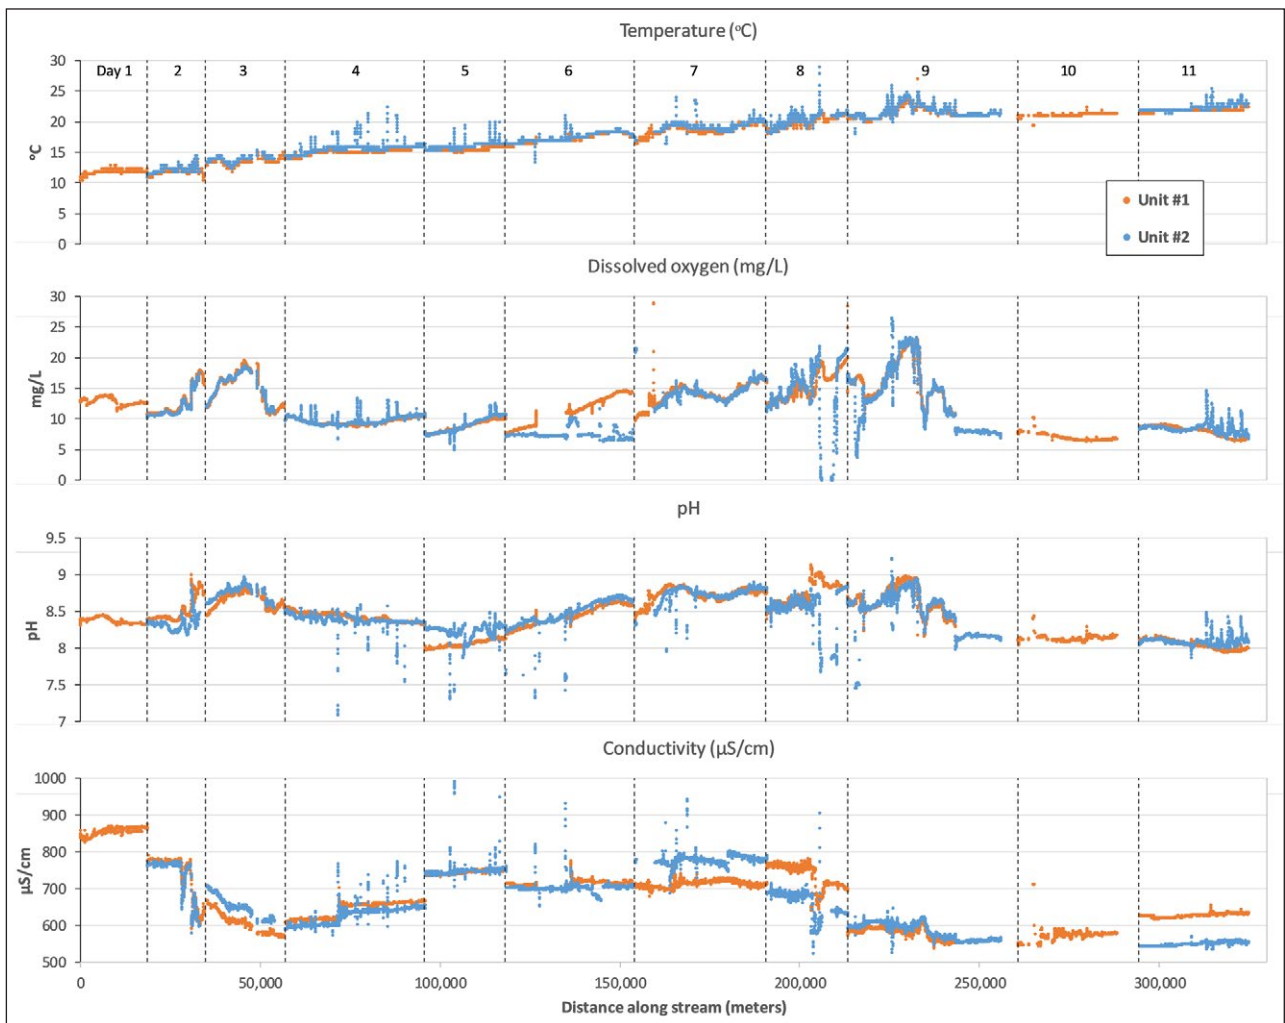 Temperature (°C)
Day 1 2 3 4 5 6 7 8 9 10 11
30
25
20
15
10
5
0
°C
Unit #1
Unit #2
Dissolved oxygen (mg/L)
30
25
20
15
10
5
0
mg/L
pH
9.5
9
8.5
8
7.5
7
pH
Conductivity (µS/cm)
1000
900
800
700
600
500
µS/cm
0 50,000 100,000 150,000 200,000 250,000 300,000
Distance along stream (meters)